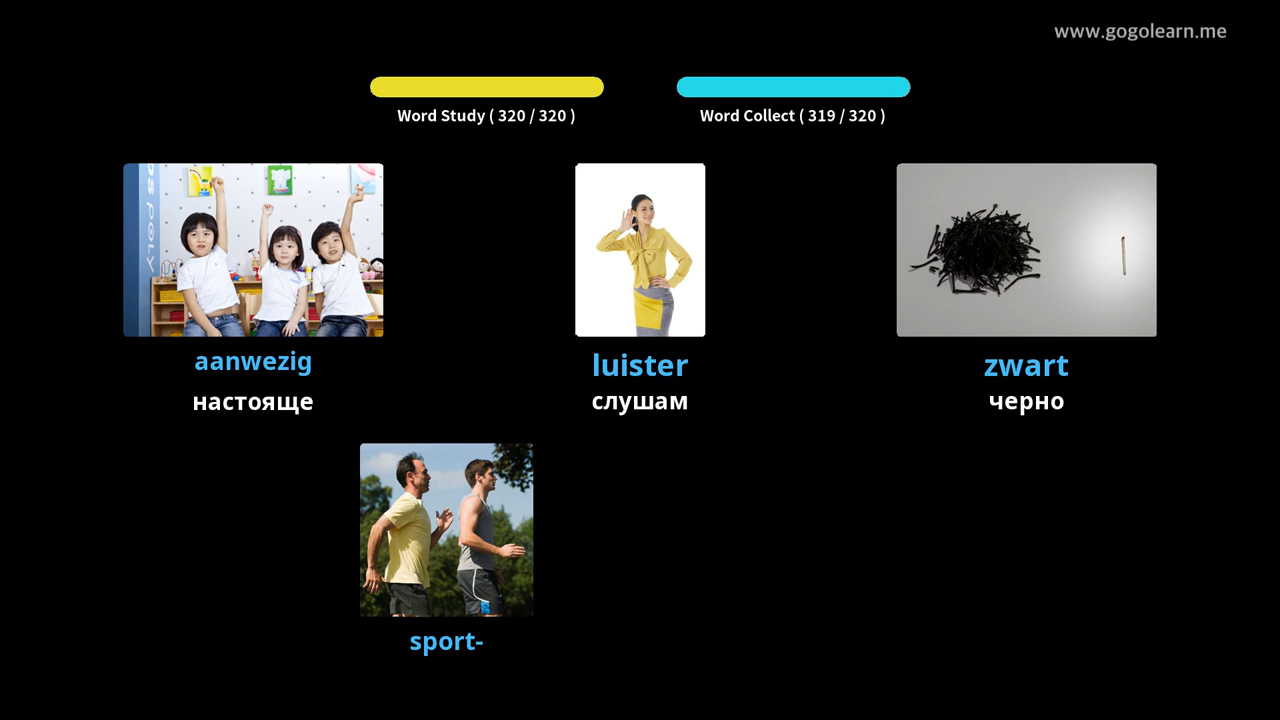 www.gogolearn.me
Word Study ( 320 / 320 )
Word Collect ( 319 / 320 )
aanwezig
luister
zwart
настояще
слушам
черно
sport-